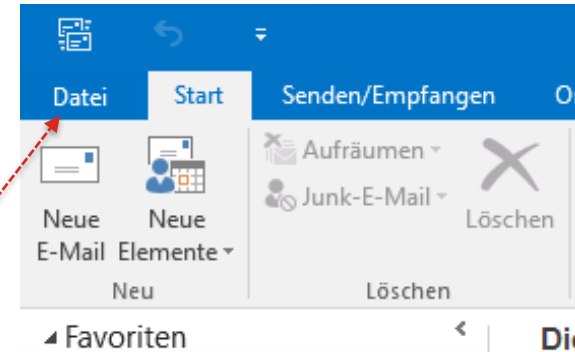 Datei Start Senden/Empfangen
Neue E-Mail
Neue Elemente
Aufräumen
Junk-E-Mail
Löschen
Neu Löschen
Favoriten